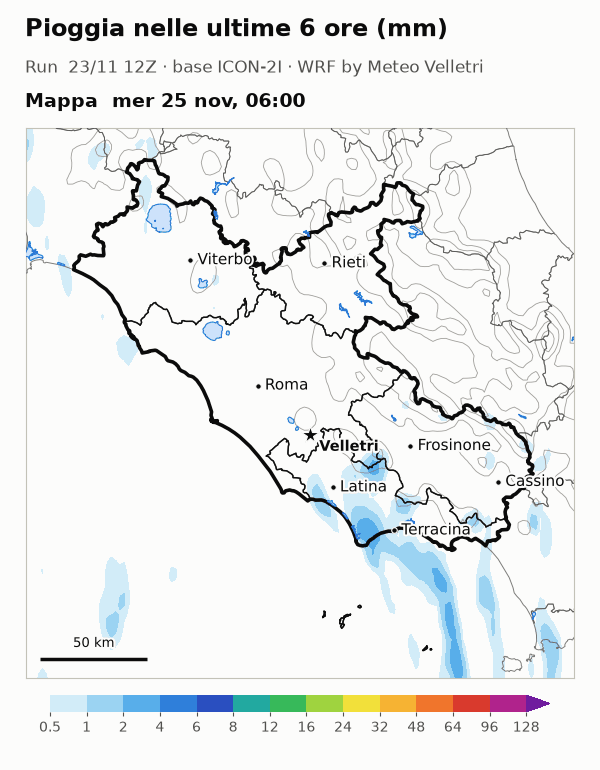 Pioggia nelle ultime 6 ore (mm)
Run 23/11 12Z · base ICON-2I · WRF by Meteo Velletri
Mappa mer 25 nov, 06:00
Viterbo
Rieti
Roma
Velletri
Frosinone
Latina
Cassino
Terracina
50 km
0.5 1 2 4 6 8 12 16 24 32 48 64 96 128